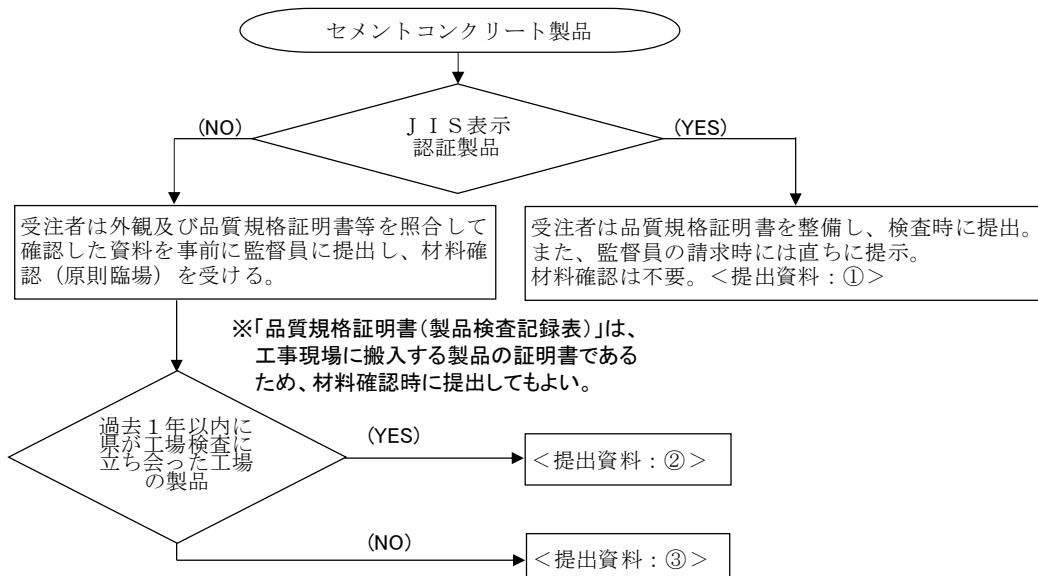 セメントコンクリート製品
ＪＩＳ表示
認証製品
(NO)
(YES)
受注者は外観及び品質規格証明書等を照合して
確認した資料を事前に監督員に提出し、材料確
認（原則臨場）を受ける。
受注者は品質規格証明書を整備し、検査時に提出。
また、監督員の請求時には直ちに提示。
材料確認は不要。＜提出資料：①＞
※「品質規格証明書（製品検査記録表）」は、
工事現場に搬入する製品の証明書である
ため、材料確認時に提出してもよい。
過去１年以内に
県が工場検査に
立ち会った工場
の製品
(YES)
＜提出資料：②＞
(NO)
＜提出資料：③＞